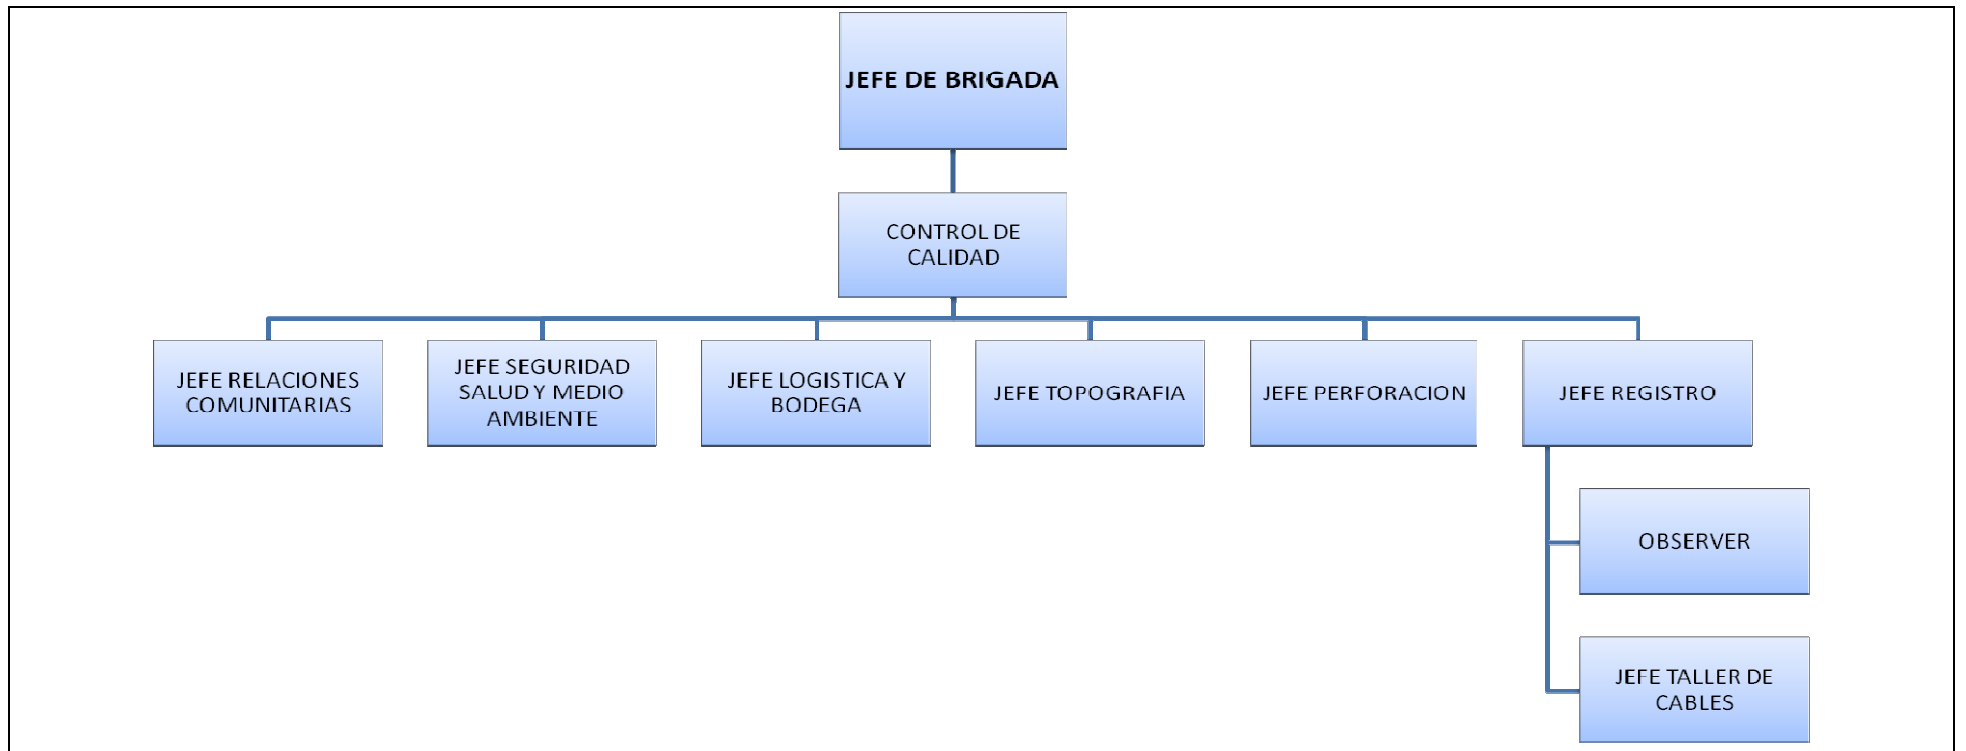 JEFE DE BRIGADA
CONTROL DE
CALIDAD
JEFE RELACIONES
COMUNITARIAS
JEFE SEGURIDAD
SALUD Y MEDIO
AMBIENTE
JEFE LOGISTICA Y
BODEGA
JEFE TOPOGRAFIA
JEFE PERFORACION
JEFE REGISTRO
OBSERVER
JEFE TALLER DE
CABLES